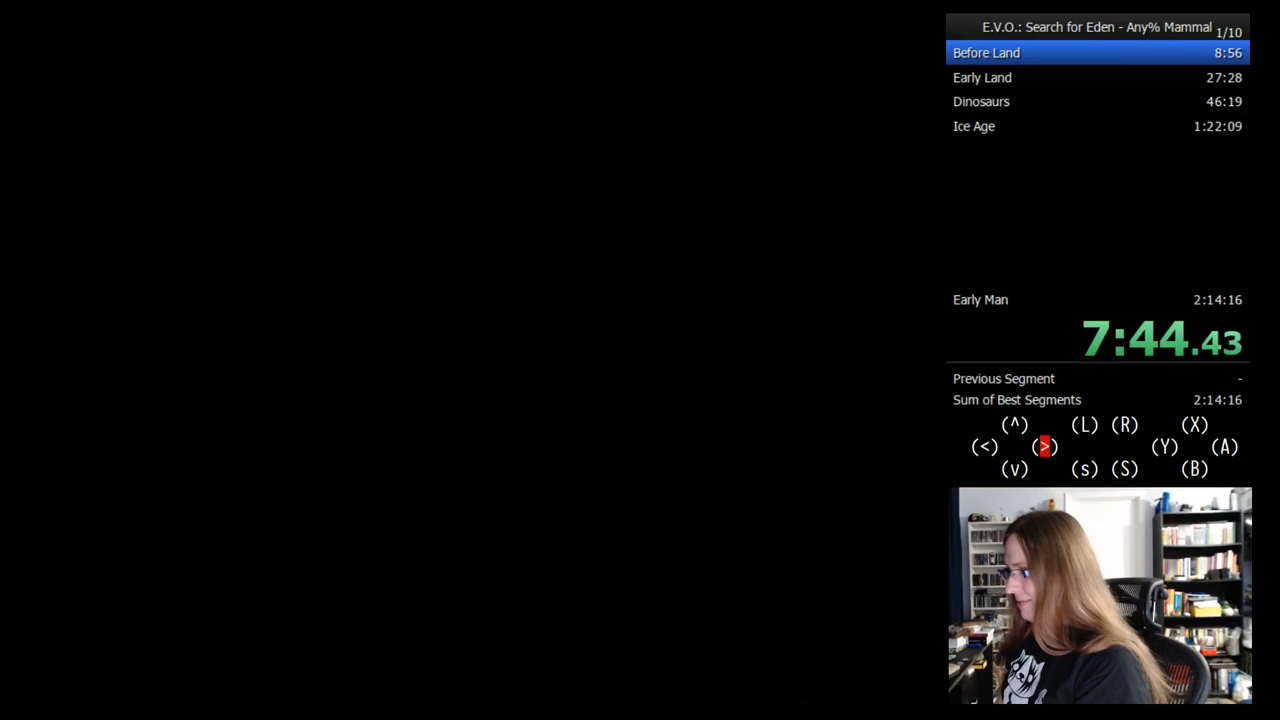 E.V.O.: Search for Eden - Any% Mammal 1/10
Before Land 8:56
Early Land 27:28
Dinosaurs 46:19
Ice Age 1:22:09
Early Man 2:14:16
7:44.43
Previous Segment -
Sum of Best Segments 2:14:16
(^) (L) (R) (X)
(<) (>) (Y) (A)
(v) (s) (S) (B)